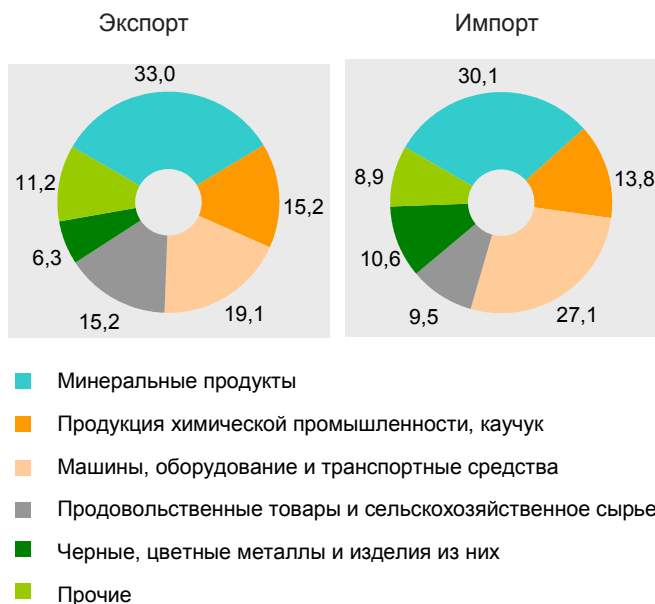 Экспорт
Импорт
33,0
30,1
11,2
15,2
8,9
13,8
6,3
10,6
15,2
19,1
9,5
27,1
Минеральные продукты
Продукция химической промышленности, каучук
Машины, оборудование и транспортные средства
Продовольственные товары и сельскохозяйственное сырье
Черные, цветные металлы и изделия из них
Прочие